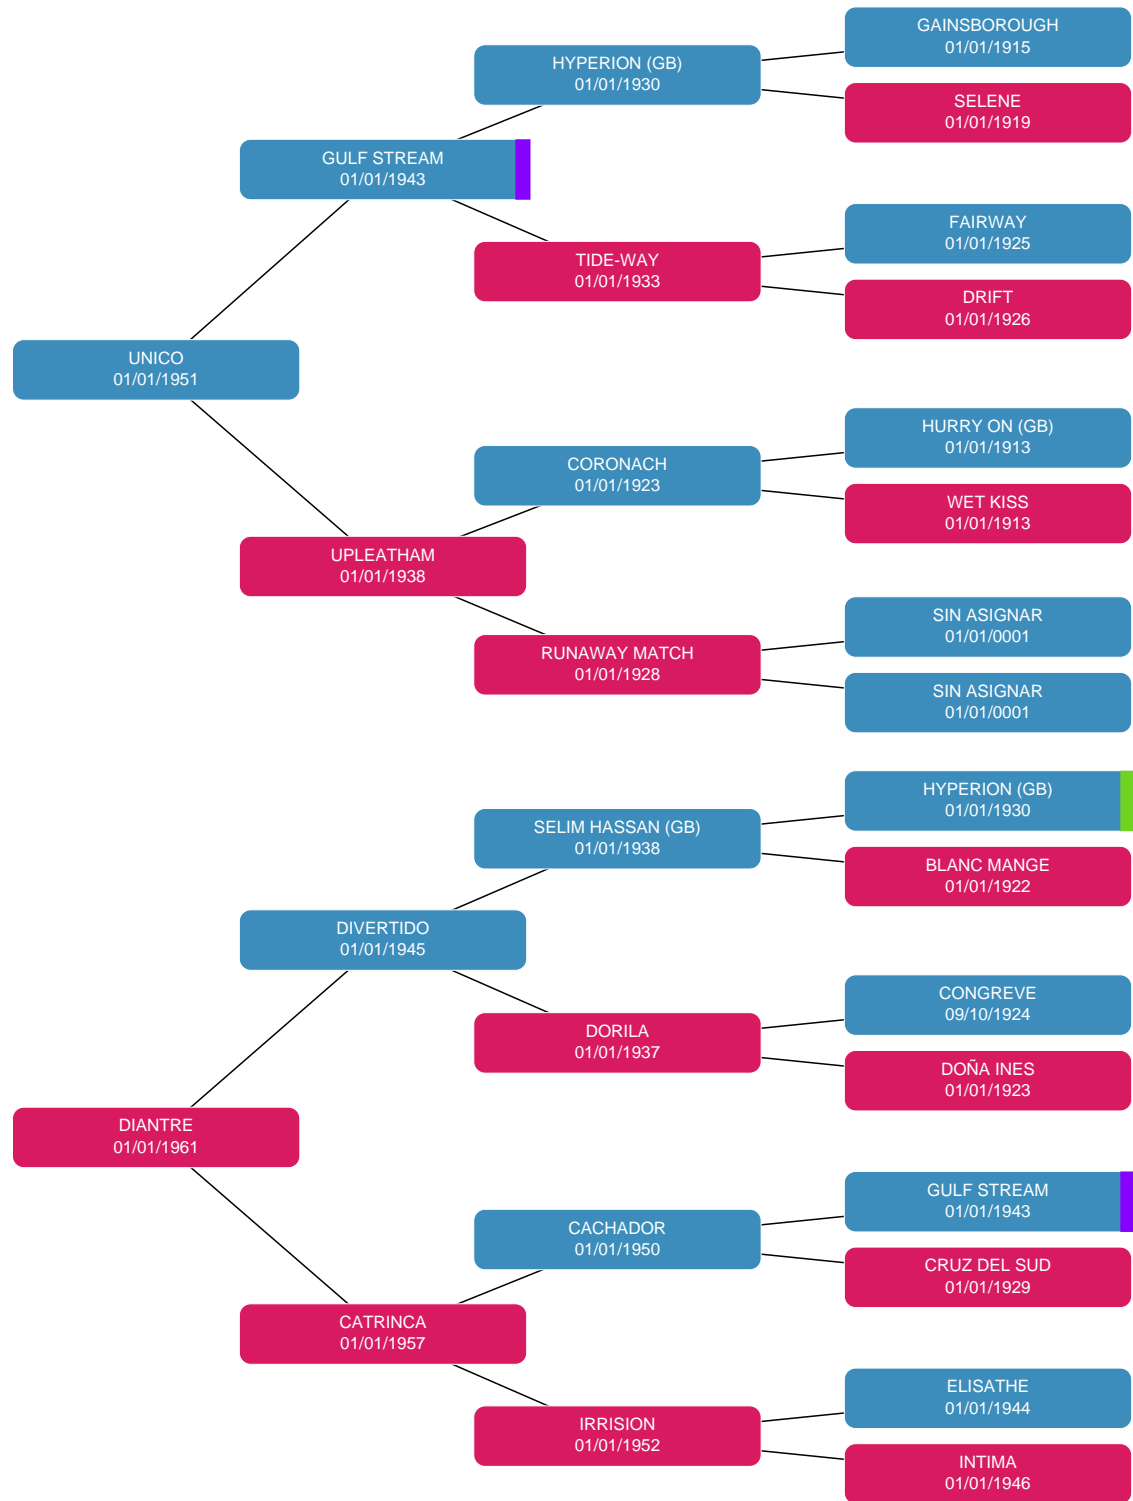 GAINSBOROUGH
01/01/1915
HYPERION (GB)
01/01/1930
SELENE
01/01/1919
GULF STREAM
01/01/1943
FAIRWAY
01/01/1925
TIDE-WAY
01/01/1933
DRIFT
01/01/1926
UNICO
01/01/1951
HURRY ON (GB)
01/01/1913
CORONACH
01/01/1923
WET KISS
01/01/1913
UPLEATHAM
01/01/1938
SIN ASIGNAR
01/01/0001
RUNAWAY MATCH
01/01/1928
SIN ASIGNAR
01/01/0001
HYPERION (GB)
01/01/1930
SELIM HASSAN (GB)
01/01/1938
BLANC MANGE
01/01/1922
DIVERTIDO
01/01/1945
CONGREVE
09/10/1924
DORILA
01/01/1937
DOÑA INES
01/01/1923
DIANTRE
01/01/1961
GULF STREAM
01/01/1943
CACHADOR
01/01/1950
CRUZ DEL SUD
01/01/1929
CATRINCA
01/01/1957
ELISATHE
01/01/1944
IRRISION
01/01/1952
INTIMA
01/01/1946